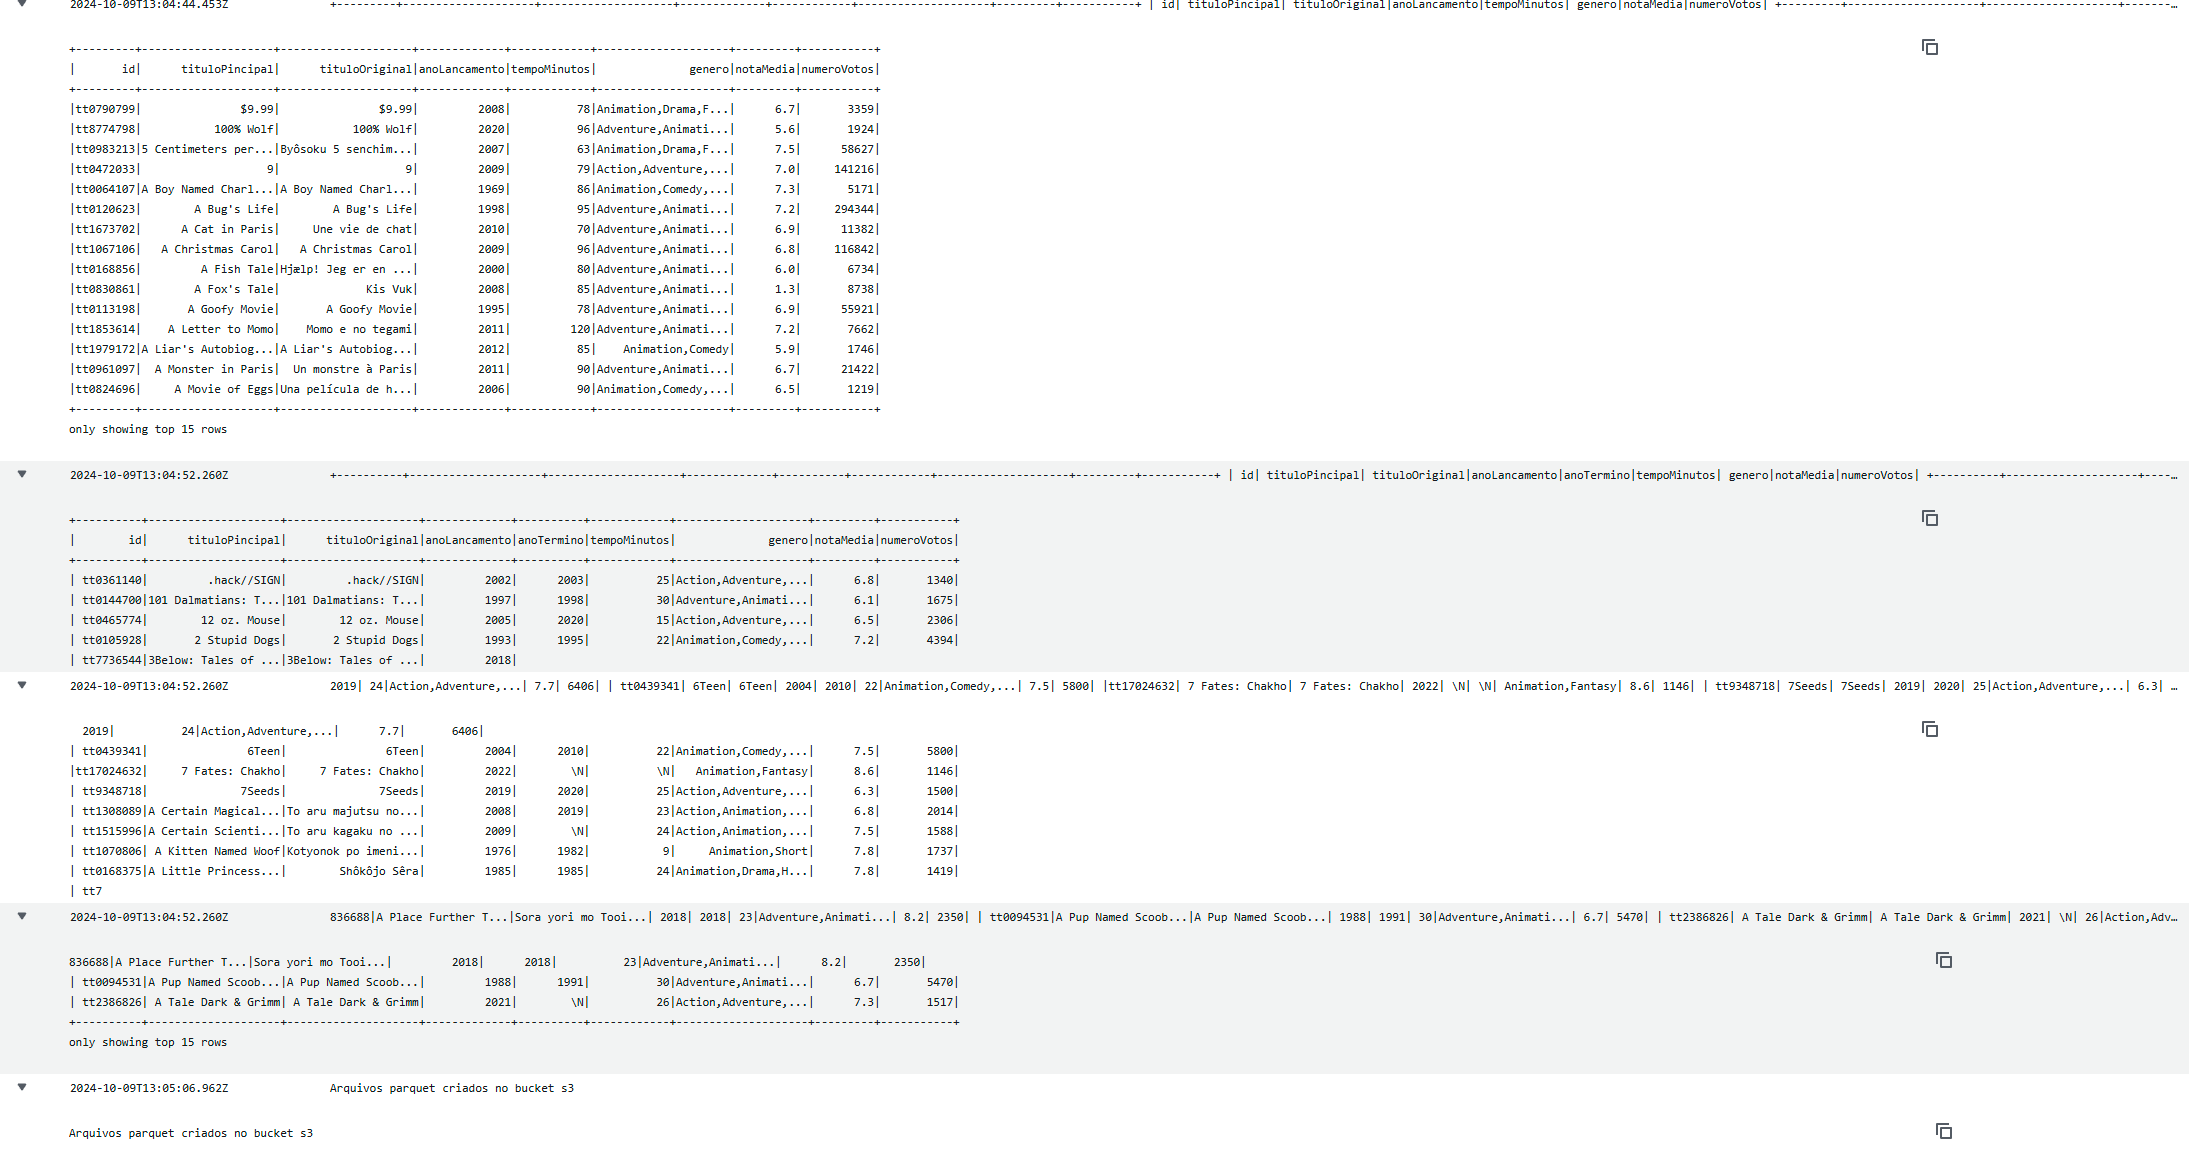 2024-10-09T13:04:44.453Z +---------+--------------------+--------------------+-------------+------------+--------------------+---------+-----------+ | id| tituloPincipal| tituloOriginal|anoLancamento|tempoMinutos| genero|notaMedia|numeroVotos| +---------+--------------------+--------------------+-------…
+---------+--------------------+--------------------+-------------+------------+--------------------+---------+-----------+
|       id|      tituloPincipal|      tituloOriginal|anoLancamento|tempoMinutos|              genero|notaMedia|numeroVotos|
+---------+--------------------+--------------------+-------------+------------+--------------------+---------+-----------+
|tt0790799|               $9.99|               $9.99|         2008|          78|Animation,Drama,F...|      6.7|       3359|
|tt8774798|           100% Wolf|           100% Wolf|         2020|          96|Adventure,Animati...|      5.6|       1924|
|tt0983213|5 Centimeters per...|Byôsoku 5 senchim...|         2007|          63|Animation,Drama,F...|      7.5|      58627|
|tt0472033|                   9|                   9|         2009|          79|Action,Adventure,...|      7.0|     141216|
|tt0064107|A Boy Named Charl...|A Boy Named Charl...|         1969|          86|Animation,Comedy,...|      7.3|       5171|
|tt0120623|        A Bug's Life|        A Bug's Life|         1998|          95|Adventure,Animati...|      7.2|     294344|
|tt1673702|      A Cat in Paris|     Une vie de chat|         2010|          70|Adventure,Animati...|      6.9|      11382|
|tt1067106|   A Christmas Carol|   A Christmas Carol|         2009|          96|Adventure,Animati...|      6.8|     116842|
|tt0168856|         A Fish Tale|Hjælp! Jeg er en ...|         2000|          80|Adventure,Animati...|      6.0|       6734|
|tt0830861|        A Fox's Tale|             Kis Vuk|         2008|          85|Adventure,Animati...|      1.3|       8738|
|tt0113198|       A Goofy Movie|       A Goofy Movie|         1995|          78|Adventure,Animati...|      6.9|      55921|
|tt1853614|    A Letter to Momo|    Momo e no tegami|         2011|         120|Adventure,Animati...|      7.2|       7662|
|tt1979172|A Liar's Autobiog...|A Liar's Autobiog...|         2012|          85|    Animation,Comedy|      5.9|       1746|
|tt0961097|  A Monster in Paris|  Un monstre à Paris|         2011|          90|Adventure,Animati...|      6.7|      21422|
|tt0824696|     A Movie of Eggs|Una película de h...|         2006|          90|Animation,Comedy,...|      6.5|       1219|
+---------+--------------------+--------------------+-------------+------------+--------------------+---------+-----------+
only showing top 15 rows
2024-10-09T13:04:52.260Z +----------+--------------------+--------------------+-------------+----------+------------+--------------------+---------+-----------+ | id| tituloPincipal| tituloOriginal|anoLancamento|anoTermino|tempoMinutos| genero|notaMedia|numeroVotos| +----------+--------------------+----…
+----------+--------------------+--------------------+-------------+----------+------------+--------------------+---------+-----------+
|        id|      tituloPincipal|      tituloOriginal|anoLancamento|anoTermino|tempoMinutos|              genero|notaMedia|numeroVotos|
+----------+--------------------+--------------------+-------------+----------+------------+--------------------+---------+-----------+
| tt0361140|         .hack//SIGN|         .hack//SIGN|         2002|      2003|          25|Action,Adventure,...|      6.8|       1340|
| tt0144700|101 Dalmatians: T...|101 Dalmatians: T...|         1997|      1998|          30|Adventure,Animati...|      6.1|       1675|
| tt0465774|        12 oz. Mouse|        12 oz. Mouse|         2005|      2020|          15|Action,Adventure,...|      6.5|       2306|
| tt0105928|       2 Stupid Dogs|       2 Stupid Dogs|         1993|      1995|          22|Animation,Comedy,...|      7.2|       4394|
| tt7736544|3Below: Tales of ...|3Below: Tales of ...|         2018|
2024-10-09T13:04:52.260Z 2019| 24|Action,Adventure,...| 7.7| 6406| | tt0439341| 6Teen| 6Teen| 2004| 2010| 22|Animation,Comedy,...| 7.5| 5800| |tt17024632| 7 Fates: Chakho| 7 Fates: Chakho| 2022| \N| \N| Animation,Fantasy| 8.6| 1146| | tt9348718| 7Seeds| 7Seeds| 2019| 2020| 25|Action,Adventure,...| 6.3| …
2019|          24|Action,Adventure,...|      7.7|       6406|
| tt0439341|               6Teen|               6Teen|         2004|      2010|          22|Animation,Comedy,...|      7.5|       5800|
|tt17024632|     7 Fates: Chakho|     7 Fates: Chakho|         2022|        \N|          \N|   Animation,Fantasy|      8.6|       1146|
| tt9348718|              7Seeds|              7Seeds|         2019|      2020|          25|Action,Adventure,...|      6.3|       1500|
| tt1308089|A Certain Magical...|To aru majutsu no...|         2008|      2019|          23|Action,Animation,...|      6.8|       2014|
| tt1515996|A Certain Scienti...|To aru kagaku no ...|         2009|        \N|          24|Action,Animation,...|      7.5|       1588|
| tt1070806| A Kitten Named Woof|Kotyonok po imeni...|         1976|      1982|           9|     Animation,Short|      7.8|       1737|
| tt0168375|A Little Princess...|        Shôkôjo Sêra|         1985|      1985|          24|Animation,Drama,H...|      7.8|       1419|
| tt7
2024-10-09T13:04:52.260Z 836688|A Place Further T...|Sora yori mo Tooi...| 2018| 2018| 23|Adventure,Animati...| 8.2| 2350| | tt0094531|A Pup Named Scoob...|A Pup Named Scoob...| 1988| 1991| 30|Adventure,Animati...| 6.7| 5470| | tt2386826| A Tale Dark & Grimm| A Tale Dark & Grimm| 2021| \N| 26|Action,Adv…
836688|A Place Further T...|Sora yori mo Tooi...|         2018|      2018|          23|Adventure,Animati...|      8.2|       2350|
| tt0094531|A Pup Named Scoob...|A Pup Named Scoob...|         1988|      1991|          30|Adventure,Animati...|      6.7|       5470|
| tt2386826| A Tale Dark & Grimm| A Tale Dark & Grimm|         2021|        \N|          26|Action,Adventure,...|      7.3|       1517|
+----------+--------------------+--------------------+-------------+----------+------------+--------------------+---------+-----------+
only showing top 15 rows
2024-10-09T13:05:06.962Z Arquivos parquet criados no bucket s3
Arquivos parquet criados no bucket s3